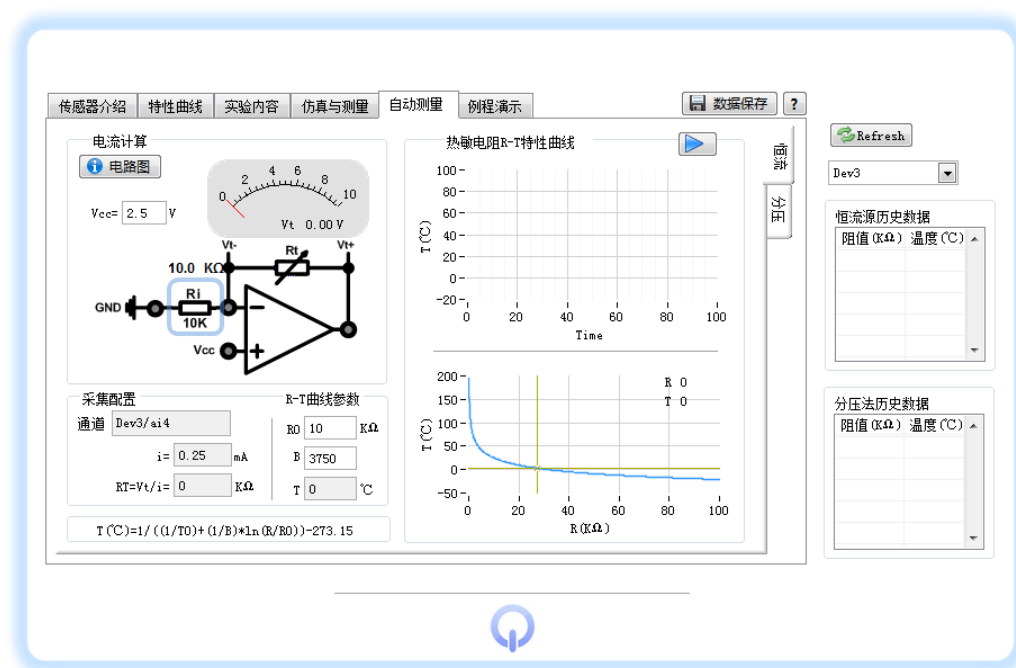 传感器介绍 特性曲线 实验内容 仿真与测量 自动测量 例程演示 数据保存 ?
电流计算
电路图
Vcc= 2.5 V
0 2 4 6 8 10
Vt 0.00 V
Vt- Rt Vt+
10.0 KΩ
Ri
GND
10K
Vcc
采集配置
通道 Dev3/ai4
i= 0.25 mA
RT=Vt/i= 0 KΩ
R-T曲线参数
R0 10 KΩ
B 3750
T 0 ℃
T(℃)=1/((1/T0)+(1/B)*ln(R/R0))-273.15
热敏电阻R-T特性曲线
100
80
60
40
20
0
-20
T(℃)
0 20 40 60 80 100
Time
200
150
100
50
0
-50
T(℃)
R 0
T 0
0 20 40 60 80 100
R(KΩ)
恒流
分压
Refresh
Dev3
恒流源历史数据
阻值(KΩ) 温度(℃)
分压法历史数据
阻值(KΩ) 温度(℃)